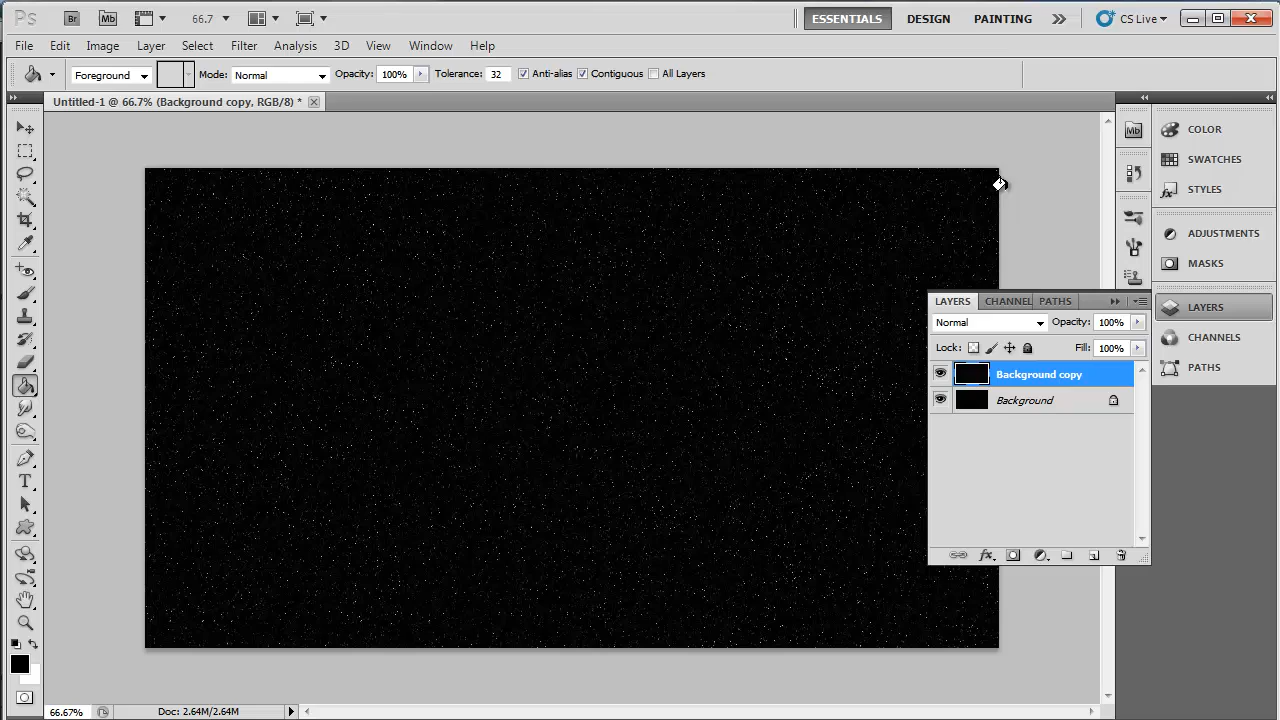 Ps Br Mb 66.7 ESSENTIALS DESIGN PAINTING CS Live
File Edit Image Layer Select Filter Analysis 3D View Window Help
Foreground Mode: Normal Opacity: 100% Tolerance: 32 Anti-alias Contiguous All Layers
Untitled-1 @ 66.7% (Background copy, RGB/8) *
Mb
COLOR
SWATCHES
STYLES
ADJUSTMENTS
MASKS
LAYERS
CHANNELS
PATHS
LAYERS CHANNEL PATHS
Normal Opacity: 100%
Lock: Fill: 100%
Background copy
Background
fx
T
66.67% Doc: 2.64M/2.64M